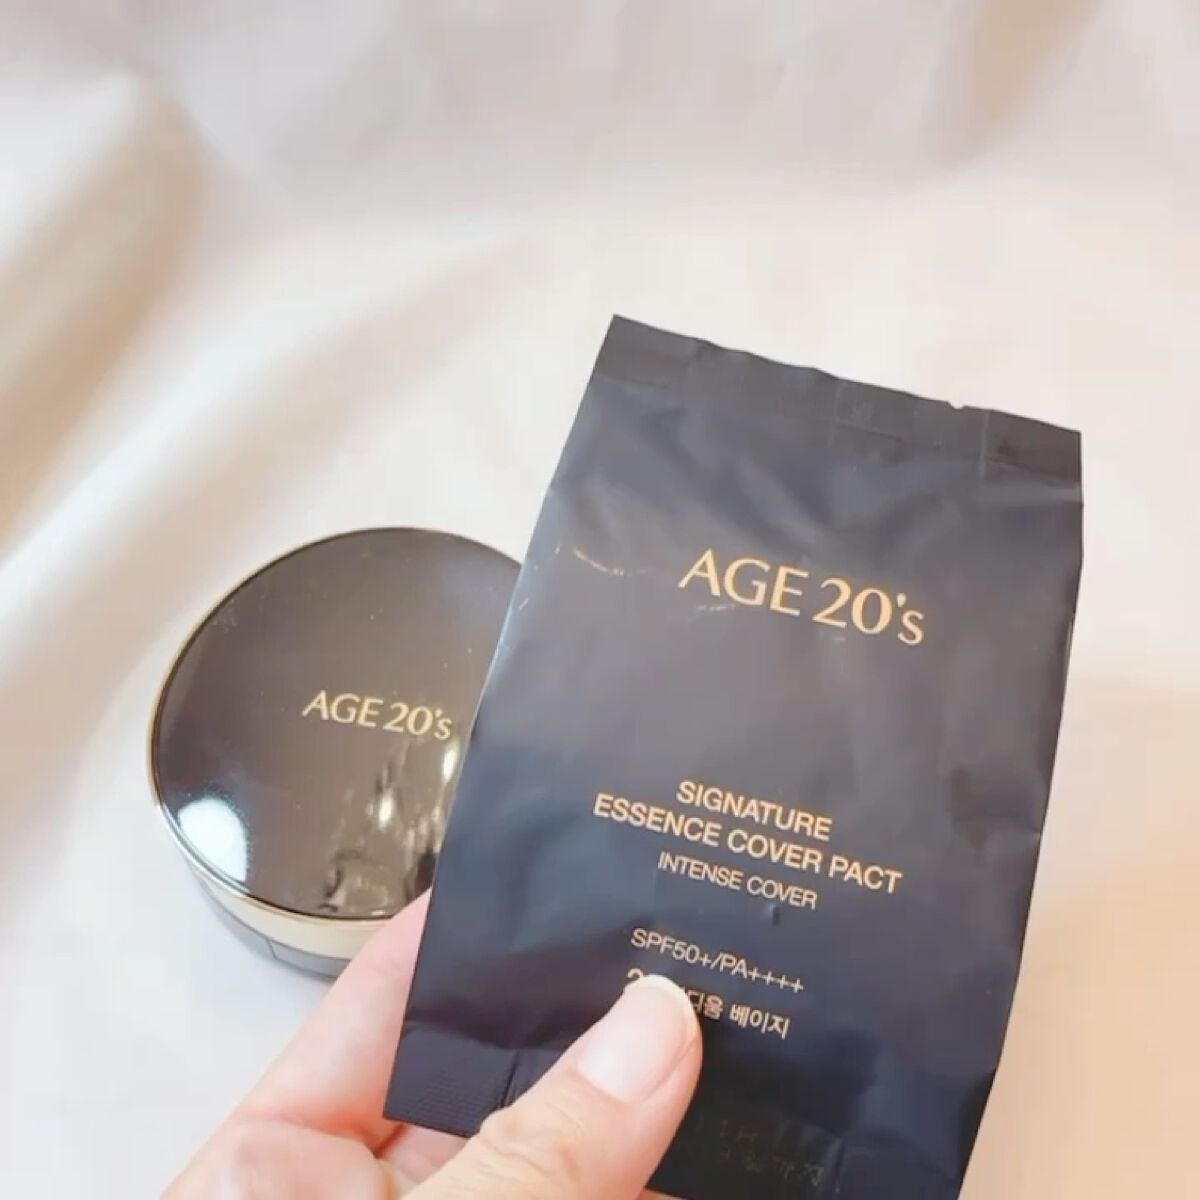 AGE 20's
AGE 20's
SIGNATURE
ESSENCE COVER PACT
INTENSE COVER
SPF50+/PA++++
베이지